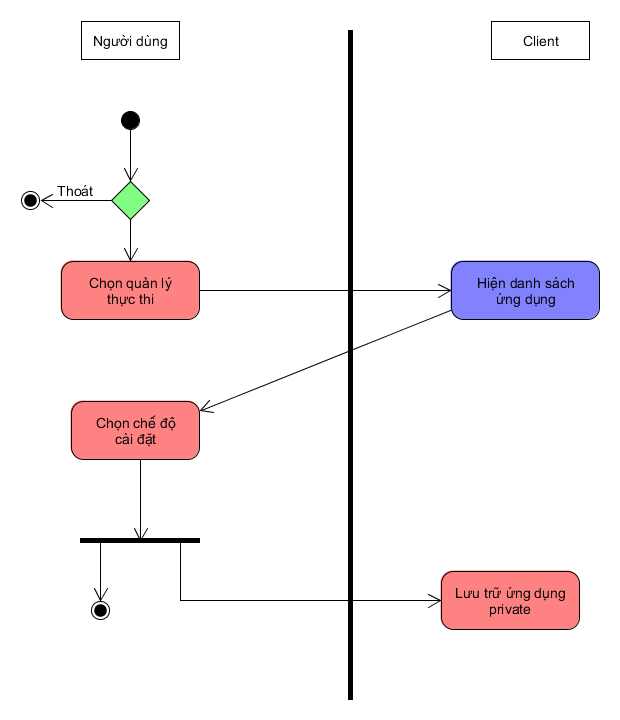 Người dùng
Client
Thoát
Chọn quản lý
thực thi
Hiện danh sách
ứng dụng
Chọn chế độ
cài đặt
Lưu trữ ứng dụng
private